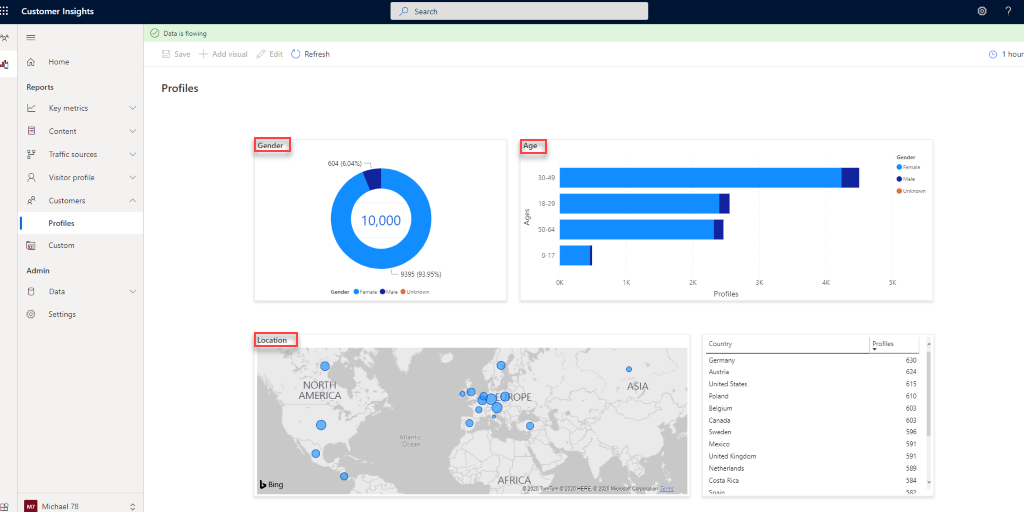 Customer Insights
Search
?
Data is flowing
Save
Add visual
Edit
Refresh
1 hour
Home
Reports
Key metrics
Content
Traffic sources
Visitor profile
Customers
Profiles
Custom
Admin
Data
Settings
M7 Michael 78
Profiles
Gender
604 (6.04%)
10,000
9395 (93.95%)
Gender Female Male Unknown
Age
Ages
30-49
18-29
50-64
0-17
0K 1K 2K 3K 4K 5K
Profiles
Gender
Female
Male
Unknown
Location
NORTH
AMERICA
EUROPE
ASIA
Atlantic
Ocean
AFRICA
Bing
© 2020 TomTom © 2020 HERE, © 2020 Microsoft Corporation Terms
Country Profiles
Germany 630
Austria 624
United States 615
Poland 610
Belgium 603
Canada 603
Sweden 596
Mexico 591
United Kingdom 591
Netherlands 589
Costa Rica 584
Spain 582